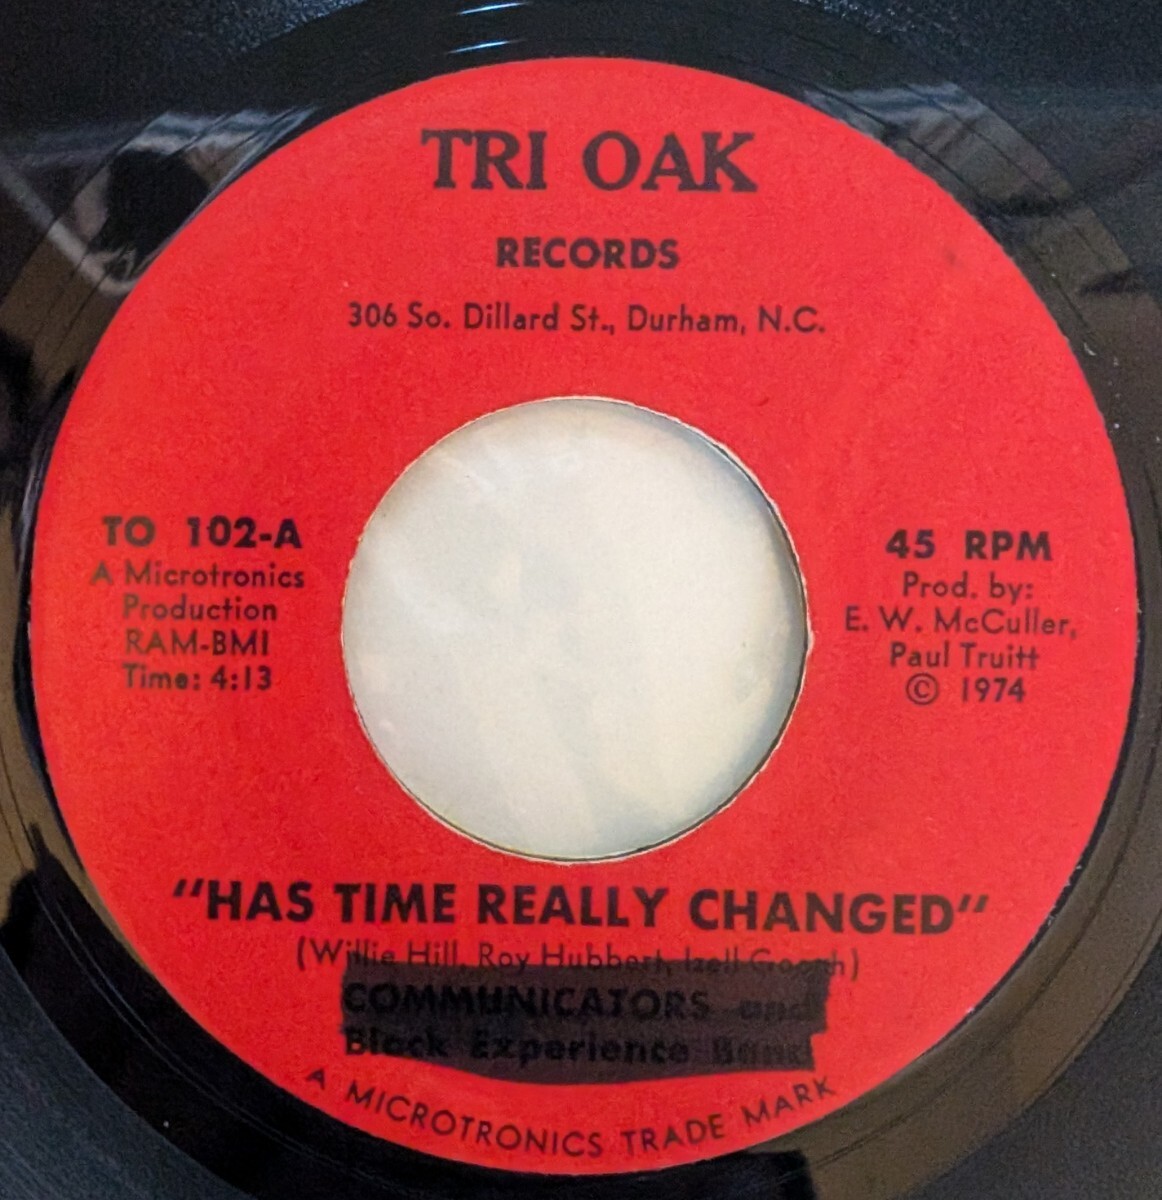 TRI OAK
RECORDS
306 So. Dillard St., Durham, N.C.
TO 102-A
A Microtronics
Production
RAM-BMI
Time: 4:13
45 RPM
Prod. by:
E. W. McCuller,
Paul Truitt
© 1974
"HAS TIME REALLY CHANGED"
(Willie Hill, Roy Hubbert, Izell Gooch)
COMMUNICATORS and
Black Experience Band
A MICROTRONICS TRADE MARK